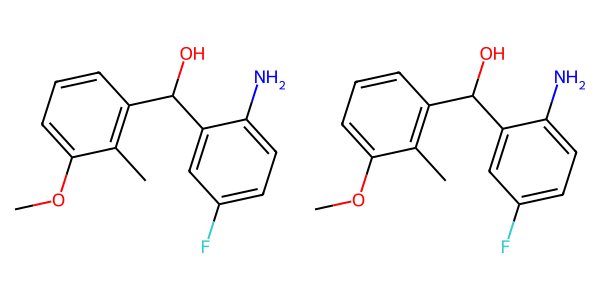 OH OH
NH2 NH2
O O
F F